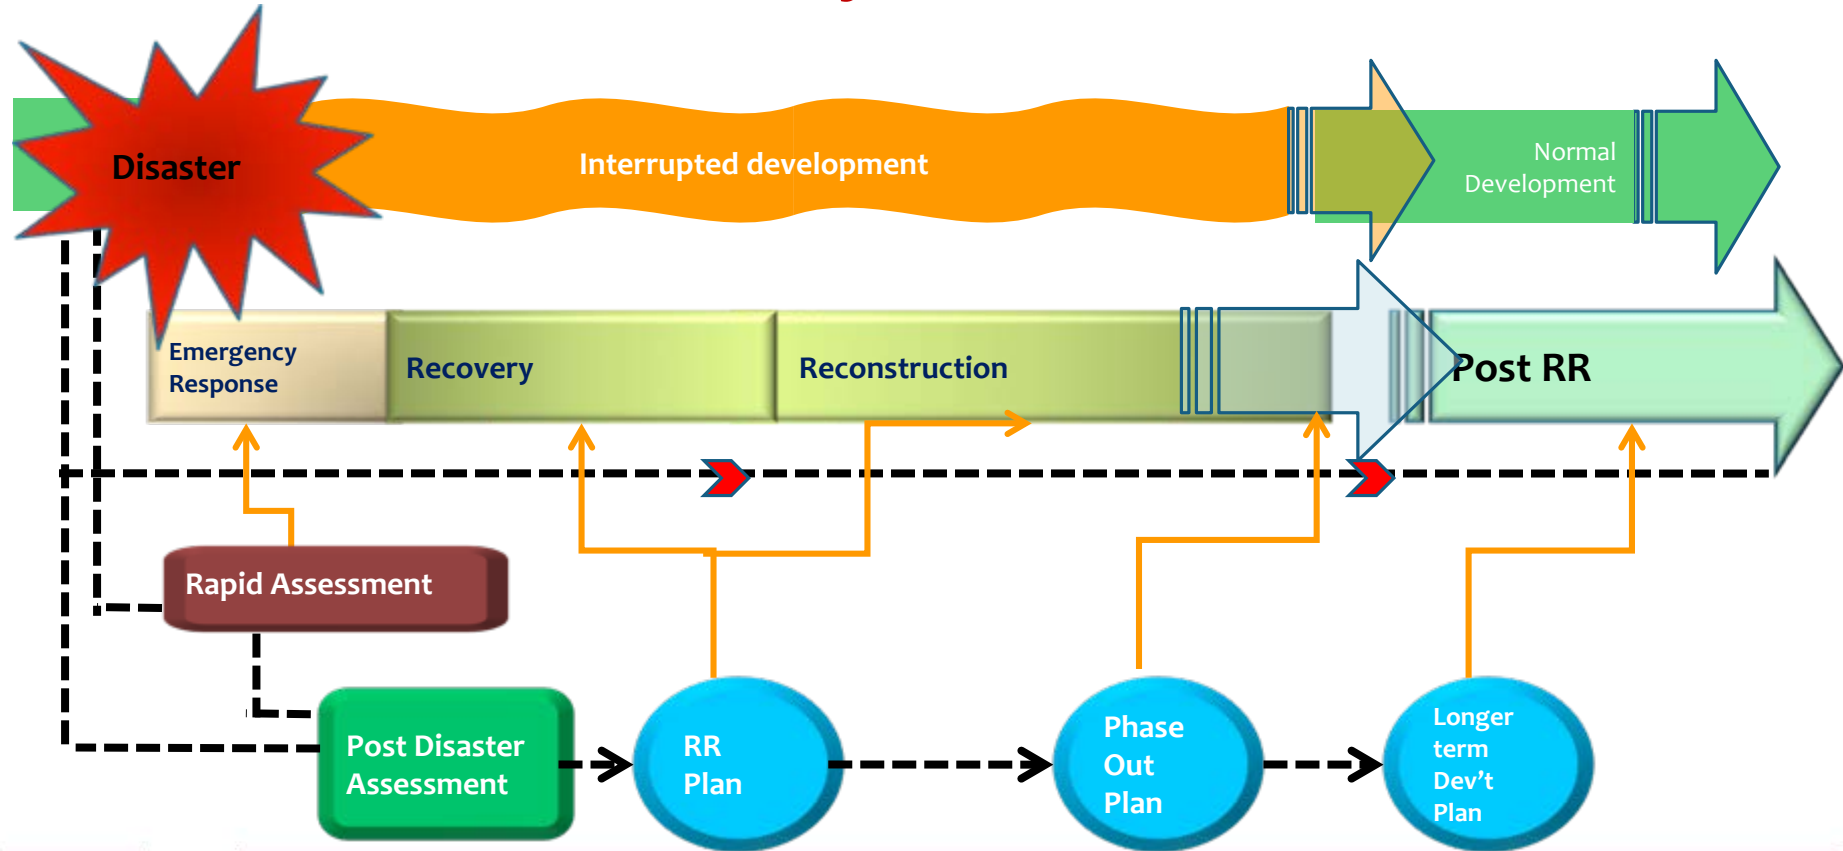 Disaster
Interrupted development
Normal
Development
Emergency
Response
Recovery
Reconstruction
Post RR
Rapid Assessment
Post Disaster
Assessment
RR
Plan
Phase
Out
Plan
Longer
term
Dev’t
Plan